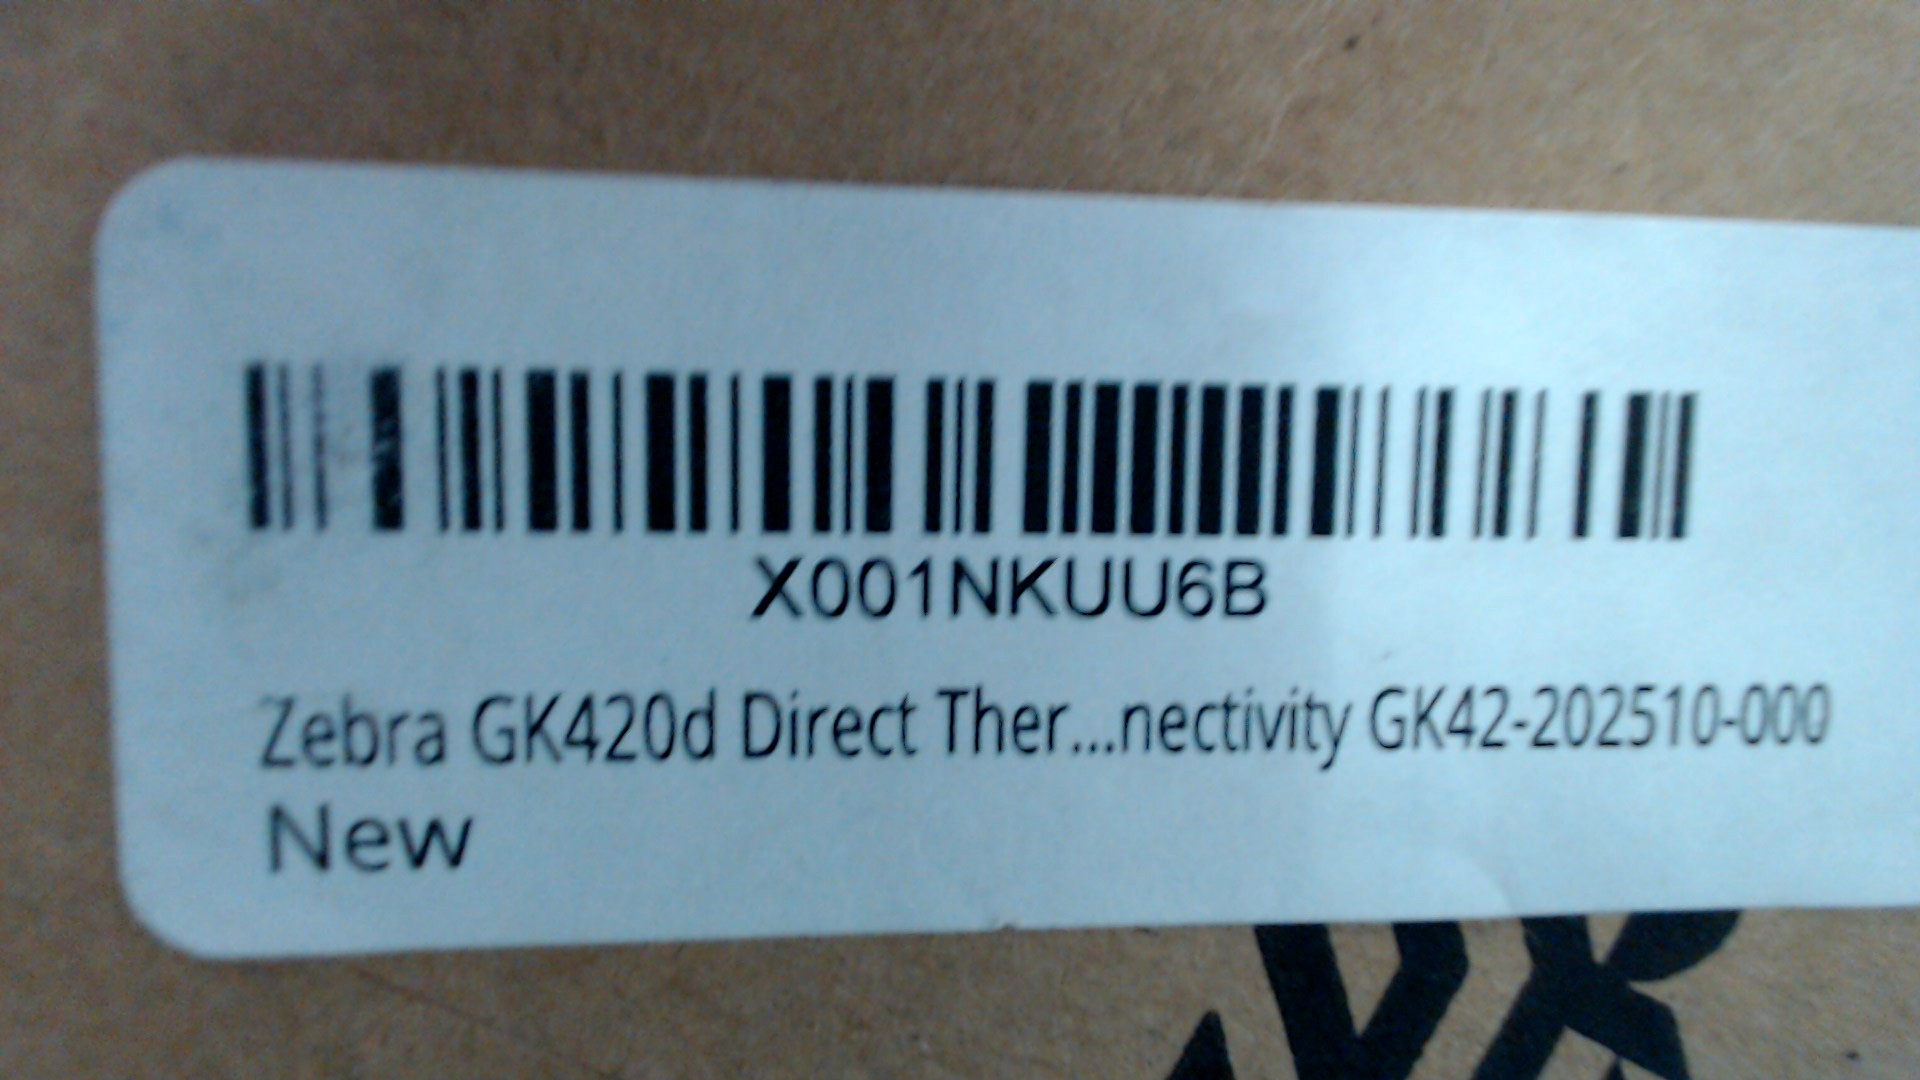 X001NKUU6B
Zebra GK420d Direct Ther...nectivity GK42-202510-000
New